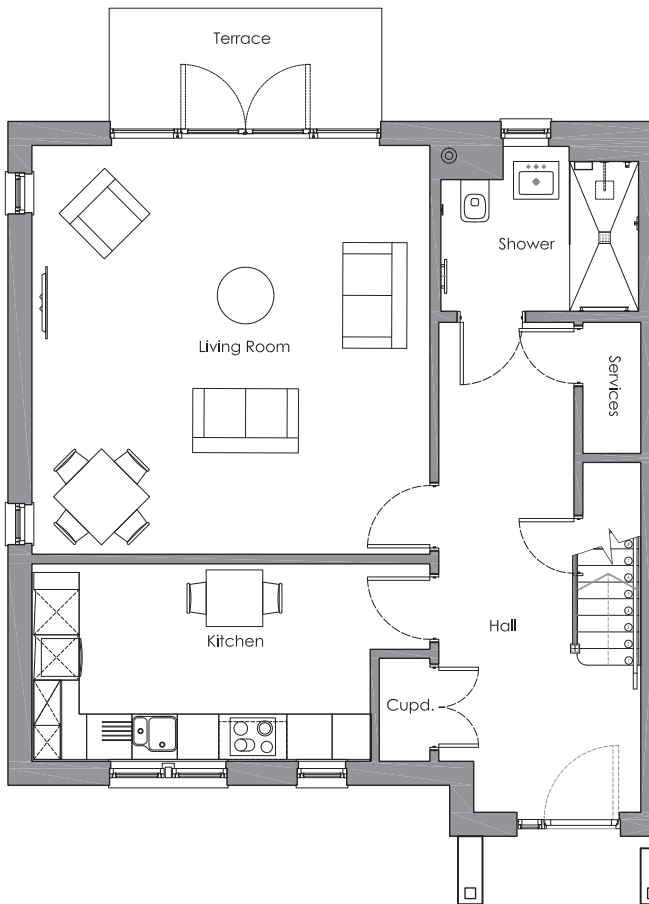 Terrace
Shower
Living Room
Services
Hall
Kitchen
Cupd.